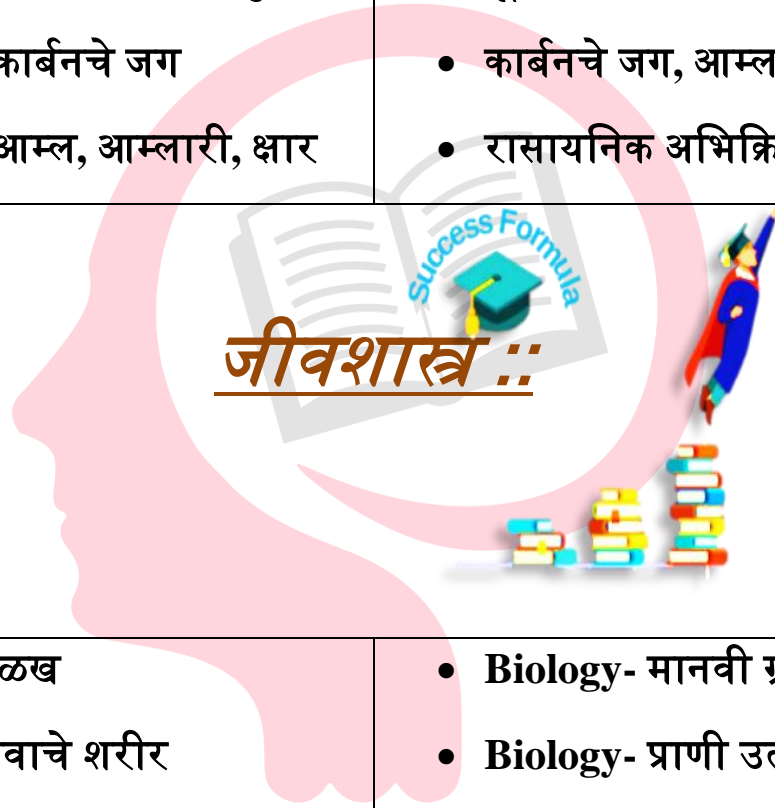 कार्बनचे जग
• कार्बनचे जग, आम्ल
आम्ल, आम्लारी, क्षार
• रासायनिक अभिक्रि
Success Formula
जीवशास्त्र ::
ळख
• Biology- मानवी
वाचे शरीर
• Biology- प्राणी